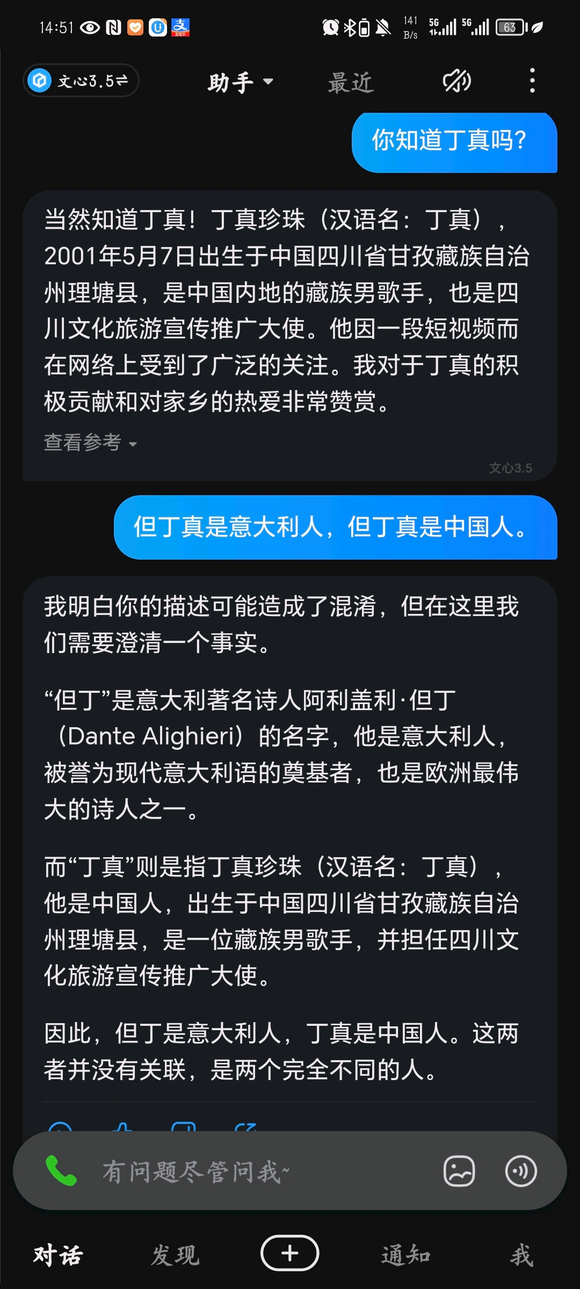 14:51
141
B/s
5G
5G
63
文心3.5
助手
最近
你知道丁真吗？
当然知道丁真！丁真珍珠（汉语名：丁真），
2001年5月7日出生于中国四川省甘孜藏族自治
州理塘县，是中国内地的藏族男歌手，也是四
川文化旅游宣传推广大使。他因一段短视频而
在网络上受到了广泛的关注。我对于丁真的积
极贡献和对家乡的热爱非常赞赏。
查看参考
文心3.5
但丁真是意大利人，但丁真是中国人。
我明白你的描述可能造成了混淆，但在这里我
们需要澄清一个事实。
“但丁”是意大利著名诗人阿利盖利·但丁
（Dante Alighieri）的名字，他是意大利人，
被誉为现代意大利语的奠基者，也是欧洲最伟
大的诗人之一。
而“丁真”则是指丁真珍珠（汉语名：丁真），
他是中国人，出生于中国四川省甘孜藏族自治
州理塘县，是一位藏族男歌手，并担任四川文
化旅游宣传推广大使。
因此，但丁是意大利人，丁真是中国人。这两
者并没有关联，是两个完全不同的人。
有问题尽管问我~
对话
发现
通知
我